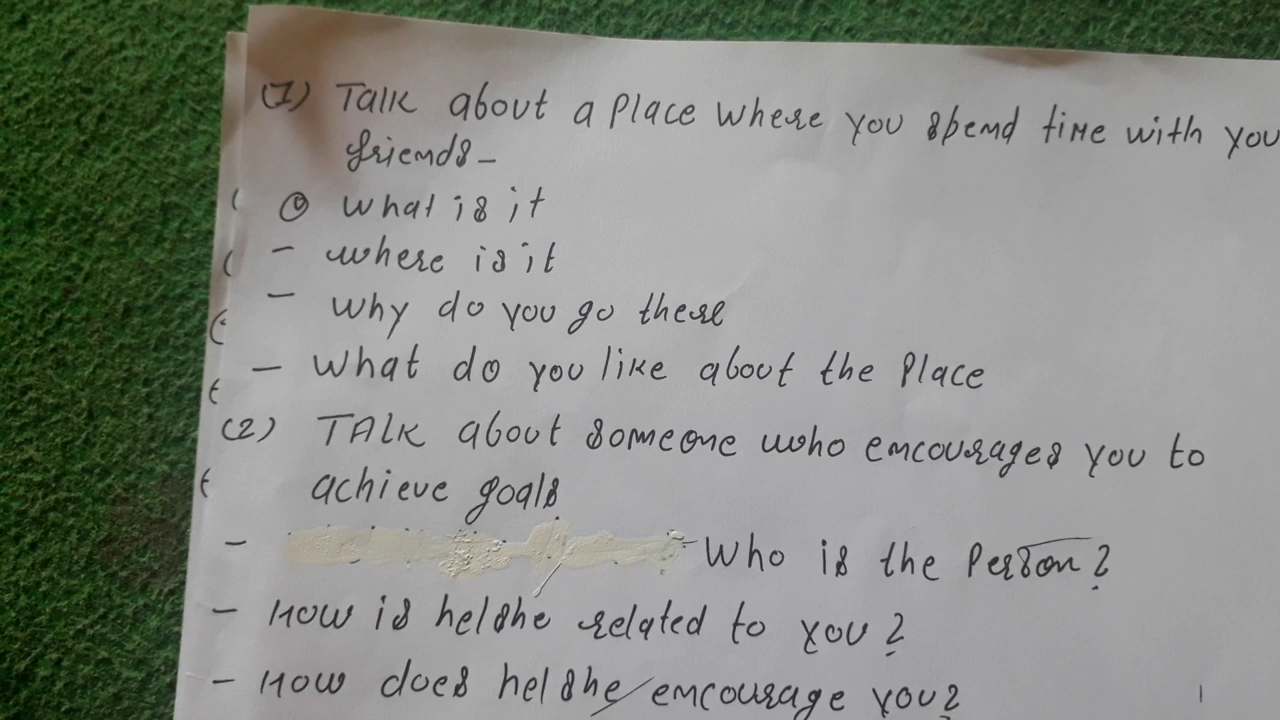 (1) Talk about a Place where you spend time with you
friends-
what is it
- where is it
- why do you go there
- What do you like about the Place
(2) TAlk about someone who encourages you to
achieve goals
- Who is the Person?
- How is he/she related to you?
- How does he/she encourage you?